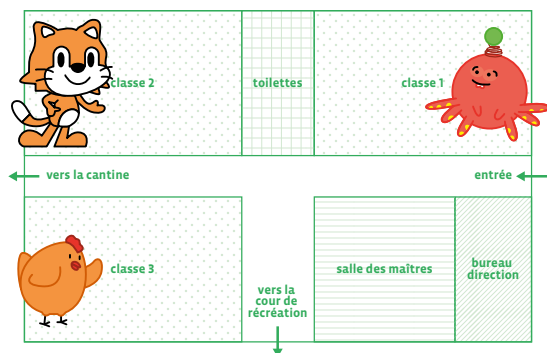 classe 2
toilettes
classe 1
vers la cantine
entrée
classe 3
vers la
cour de
récréation
salle des maîtres
bureau
direction